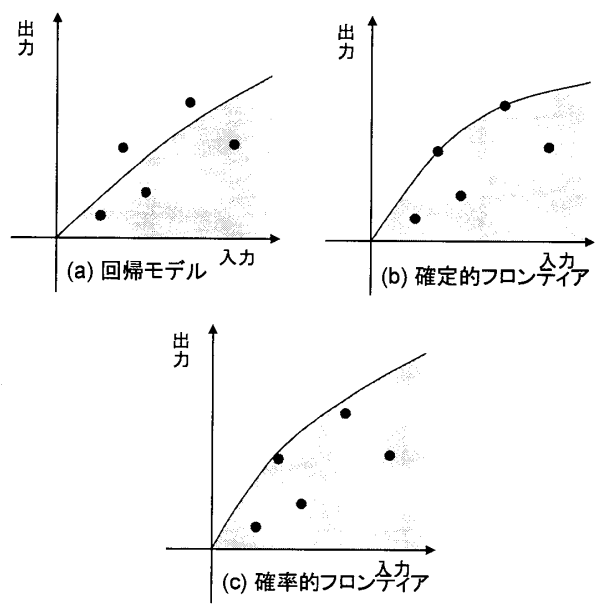 出力
入力
(a) 回帰モデル
出力
入力
(b) 確定的フロンティア
出力
入力
(c) 確率的フロンティア